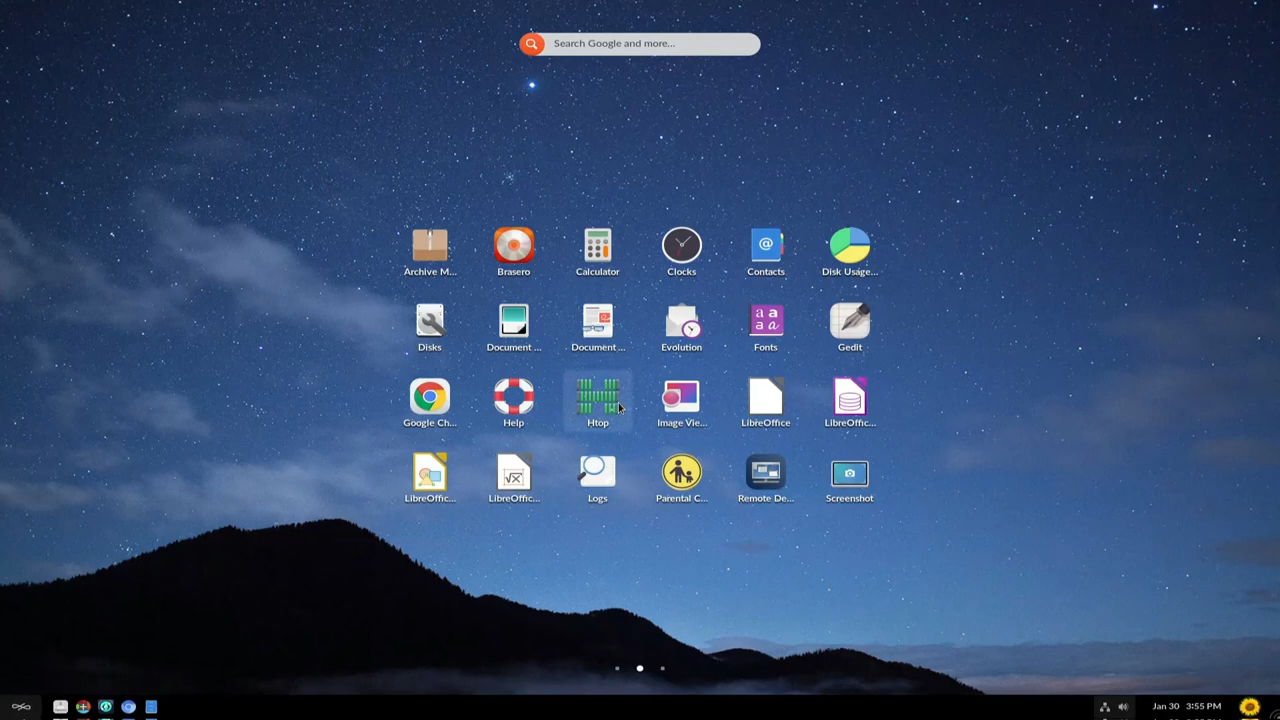 Search Google and more...
Archive M...
Brasero
Calculator
Clocks
Contacts
Disk Usage...
Disks
Document ...
Document ...
Evolution
Fonts
Gedit
Google Ch...
Help
Htop
Image Vie...
LibreOffice
LibreOffic...
LibreOffic...
LibreOffic...
Logs
Parental C...
Remote De...
Screenshot
Jan 30 3:55 PM